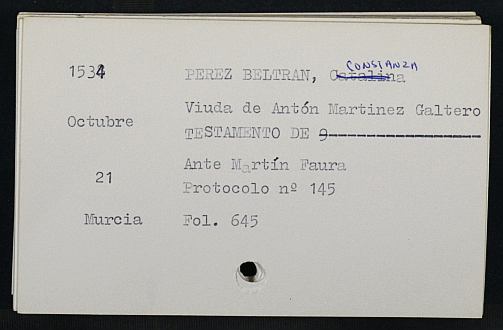 1534
PEREZ BELTRAN, Catalina CONSTANZA
Viuda de Antón Martinez Galtero
Octubre
TESTAMENTO DE 9------------------
Ante Martín Faura
21
Protocolo nº 145
Murcia
Fol. 645